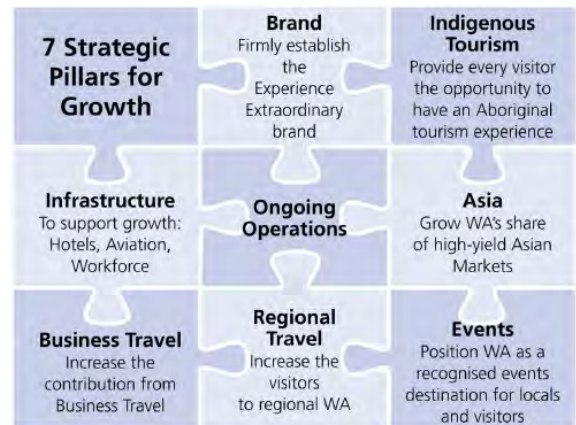 7 Strategic
Pillars for
Growth
Brand
Firmly establish
the
Experience
Extraordinary
brand
Indigenous
Tourism
Provide every visitor
the opportunity to
have an Aboriginal
tourism experience
Infrastructure
To support growth:
Hotels, Aviation,
Workforce
Ongoing
Operations
Asia
Grow WA's share
of high-yield Asian
Markets
Business Travel
Increase the
contribution from
Business Travel
Regional
Travel
Increase the
visitors
to regional WA
Events
Position WA as a
recognised events
destination for locals
and visitors